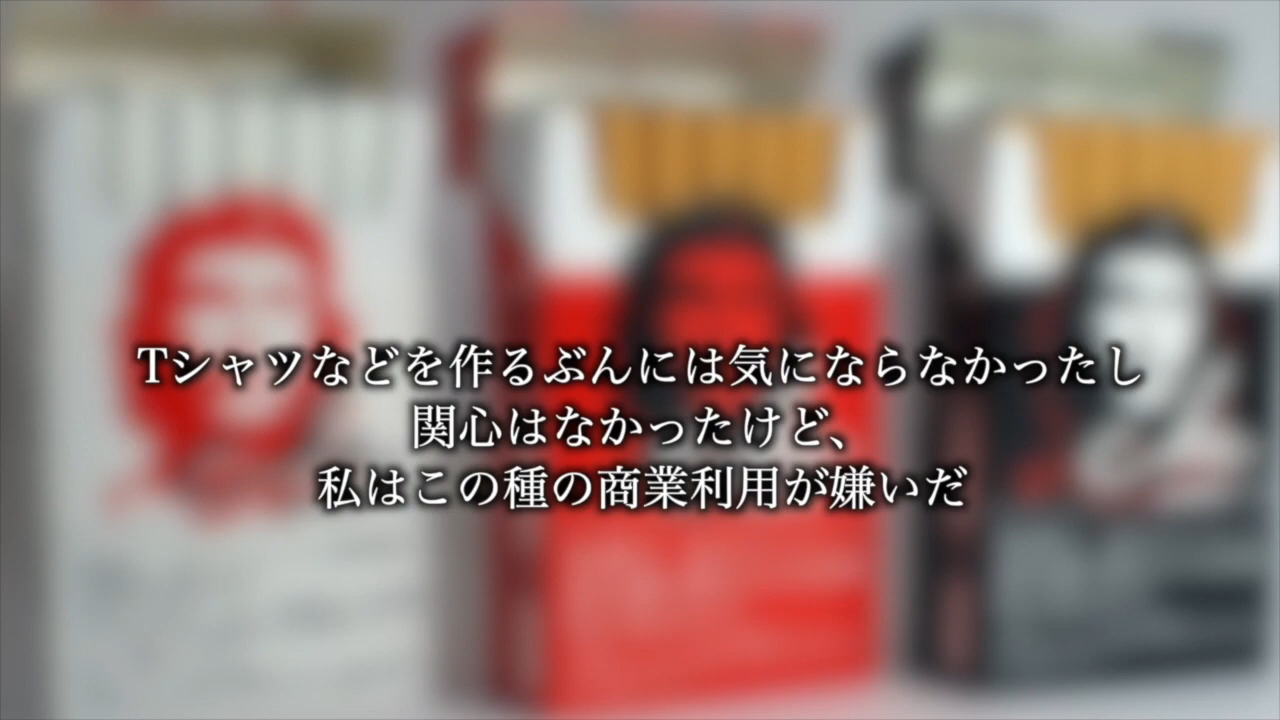 Tシャツなどを作るぶんには気にならなかったし
関心はなかったけど、
私はこの種の商業利用が嫌いだ